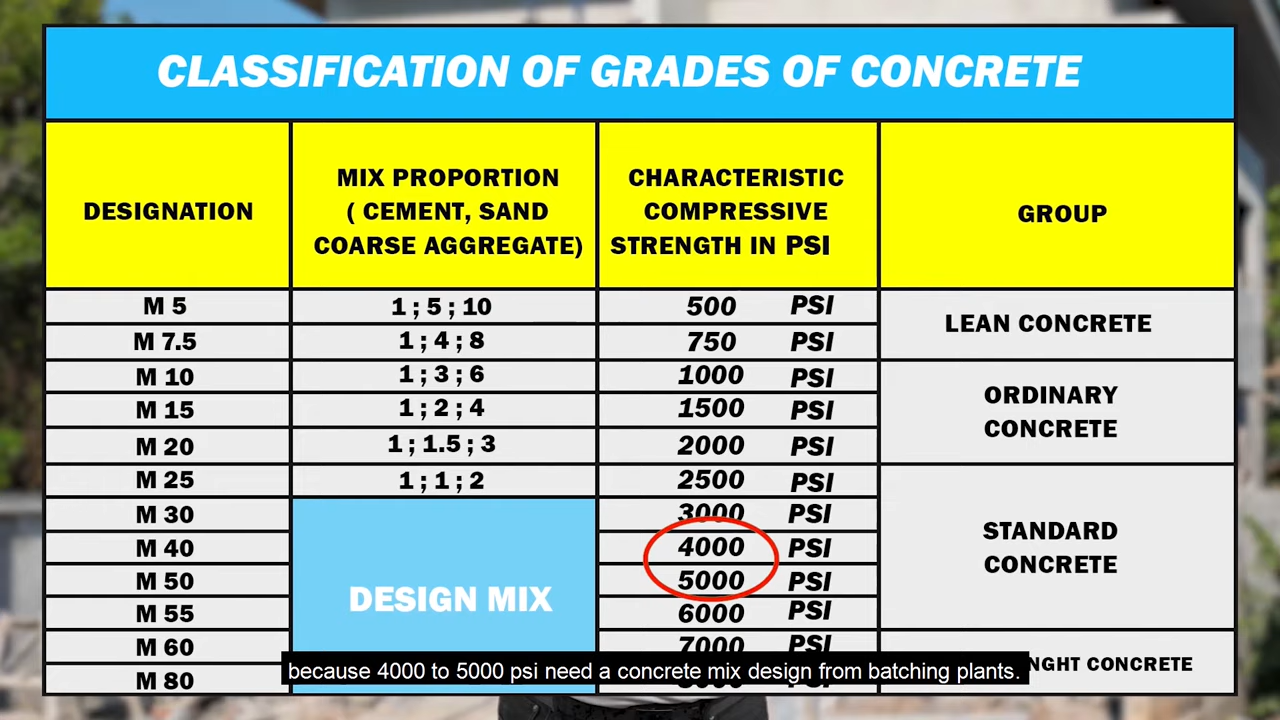 CLASSIFICATION OF GRADES OF CONCRETE
DESIGNATION
MIX PROPORTION
( CEMENT, SAND
COARSE AGGREGATE)
CHARACTERISTIC
COMPRESSIVE
STRENGTH IN PSI
GROUP
M 5 1 ; 5 ; 10 500 PSI
M 7.5 1 ; 4 ; 8 750 PSI
LEAN CONCRETE
M 10 1 ; 3 ; 6 1000 PSI
M 15 1 ; 2 ; 4 1500 PSI
M 20 1 ; 1.5 ; 3 2000 PSI
ORDINARY
CONCRETE
M 25 1 ; 1 ; 2 2500 PSI
M 30 3000 PSI
M 40 4000 PSI
M 50 5000 PSI
M 55 6000 PSI
STANDARD
CONCRETE
DESIGN MIX
M 60 7000 PSI
M 80
CONCRETE
because 4000 to 5000 psi need a concrete mix design from batching plants.